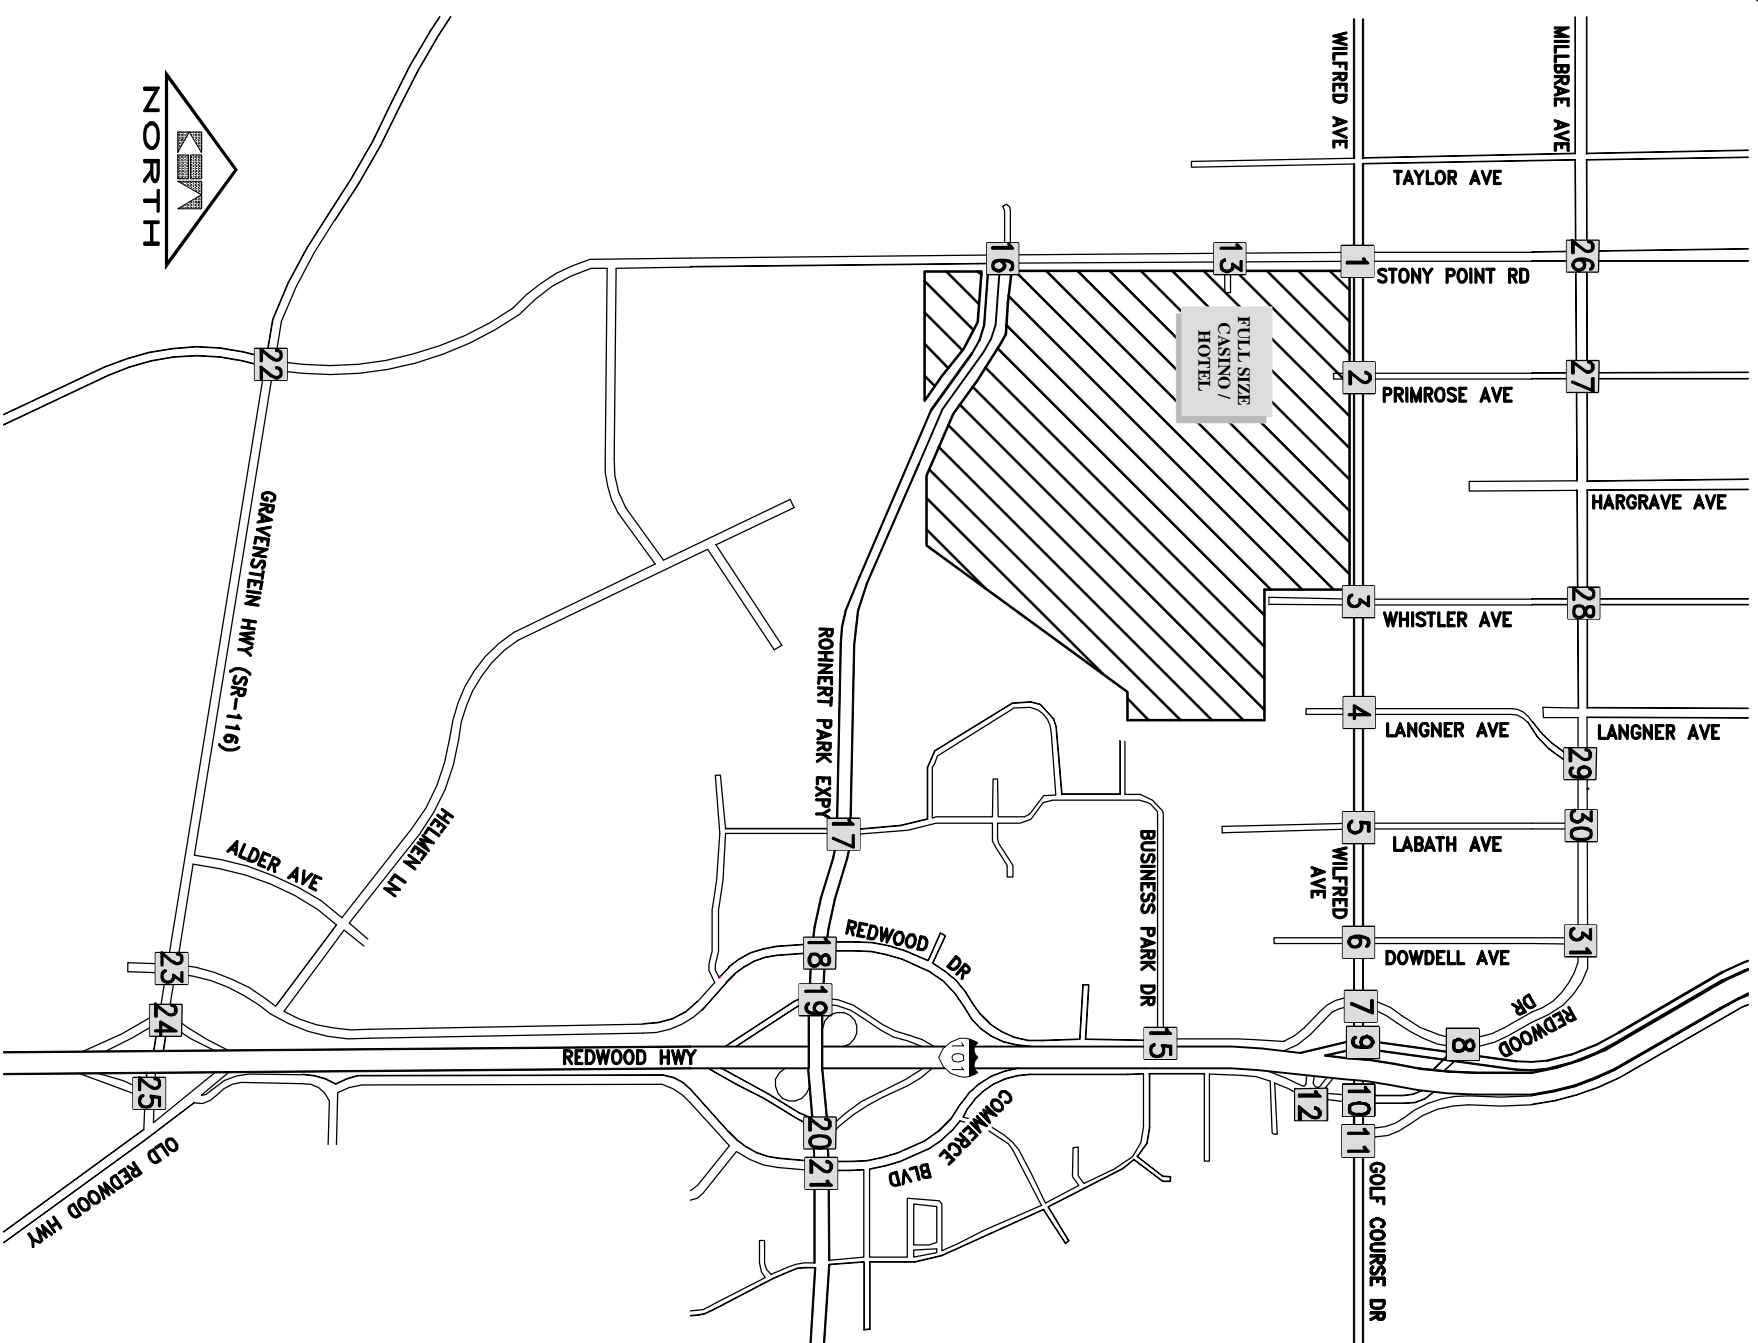 WILFRED AVE
MILLBRAE AVE
TAYLOR AVE
NORTH
KEA
16
13
1
26
STONY POINT RD
FULL SIZE
CASINO /
HOTEL
22
2
27
PRIMROSE AVE
HARGRAVE AVE
GRAVENSTEIN HWY (SR-116)
3
28
WHISTLER AVE
ROHNERT PARK EXPY
4
LANGNER AVE
LANGNER AVE
29
HELMEN LN
17
5
30
LABATH AVE
BUSINESS PARK DR
WILFRED
AVE
ALDER AVE
REDWOOD DR
6
31
DOWDELL AVE
23
18
19
7
REDWOOD
DR
24
15
9
8
REDWOOD HWY
101
25
12
10
COMMERCE BLVD
20
11
21
OLD REDWOOD HWY
GOLF COURSE DR